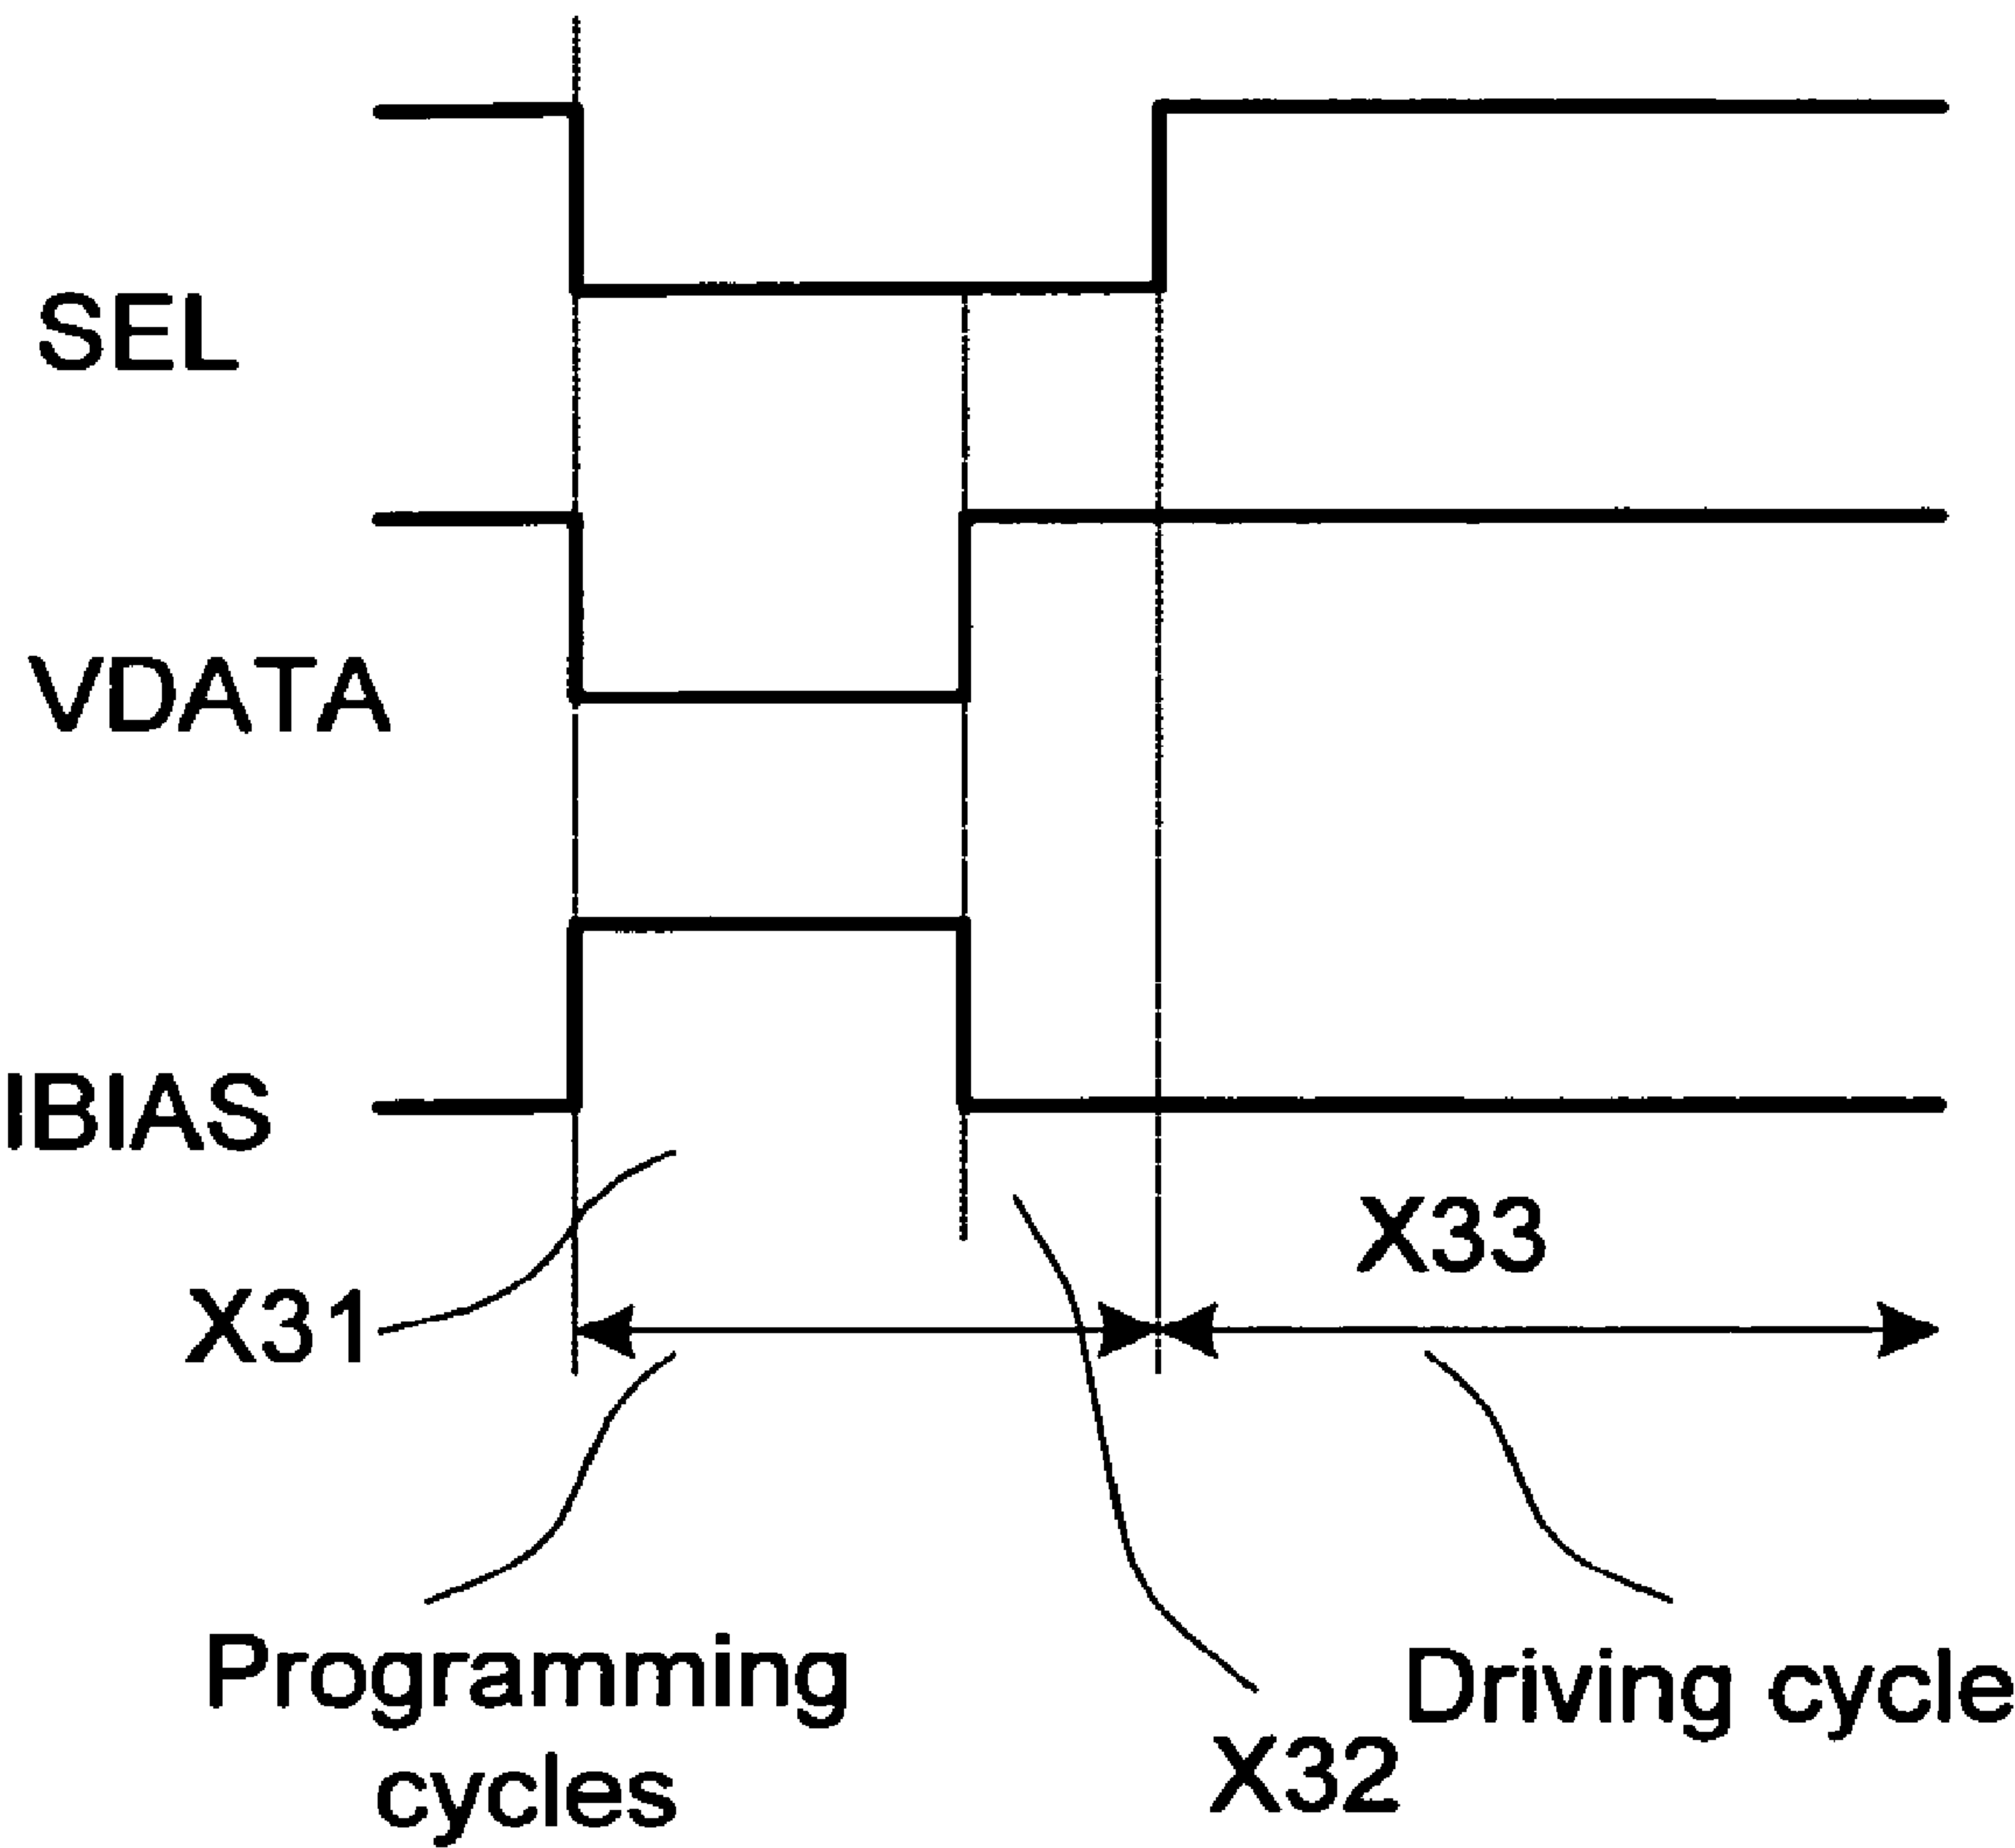 SEL
VDATA
IBIAS
X33
X31
Programming
cycles
Driving cycle
X32